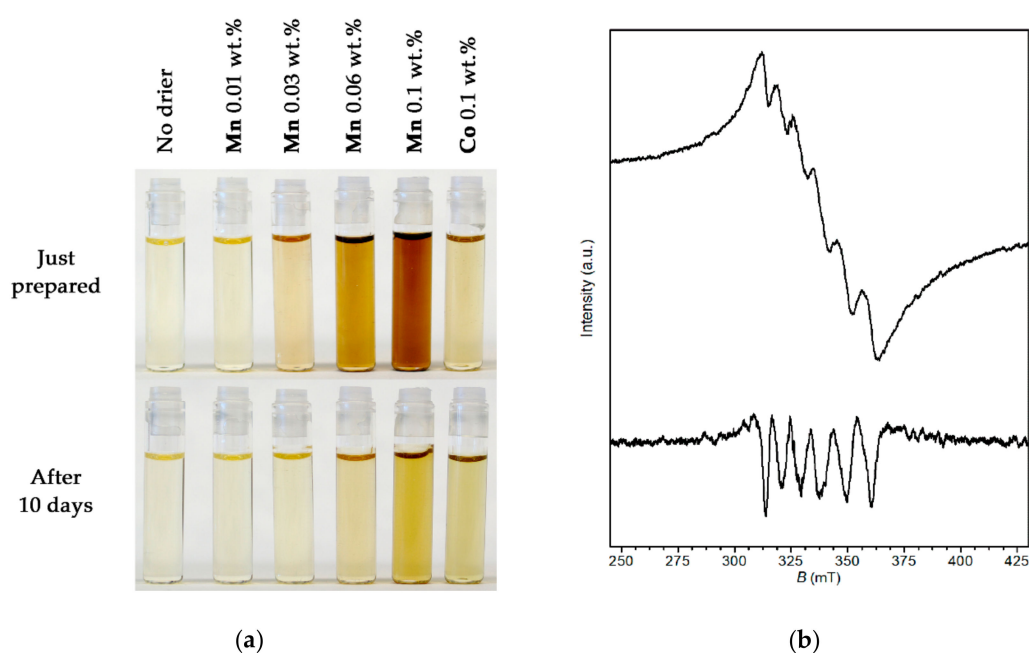 No drier
Mn 0.01 wt.%
Mn 0.03 wt.%
Mn 0.06 wt.%
Mn 0.1 wt.%
Co 0.1 wt.%
Just
prepared
After
10 days
(a)
Intensity (a.u.)
250 275 300 325 350 375 400 425
B (mT)
(b)